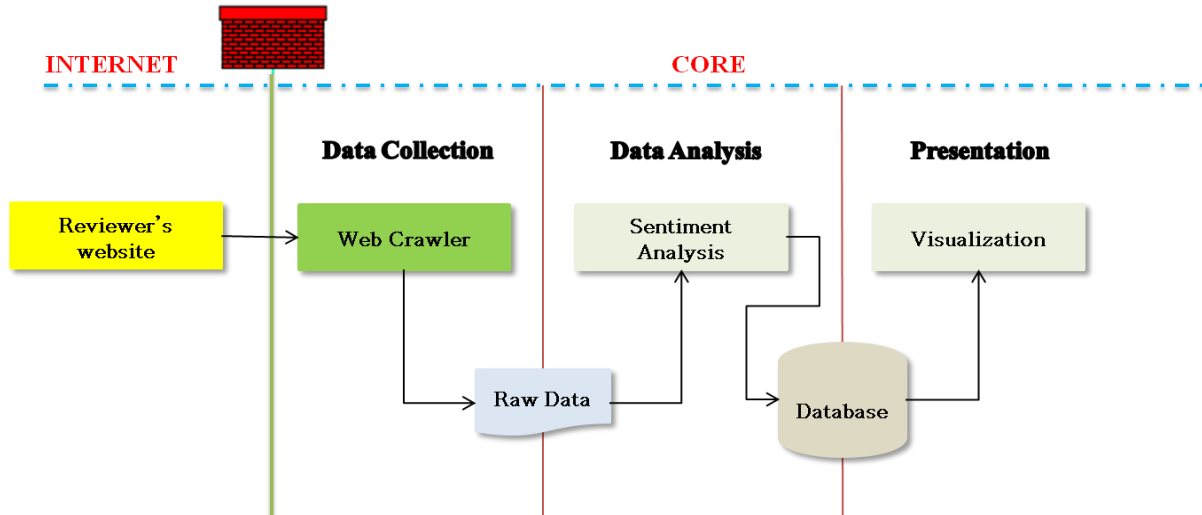 INTERNET
CORE
Data Collection
Data Analysis
Presentation
Reviewer's
website
Web Crawler
Sentiment
Analysis
Visualization
Raw Data
Database